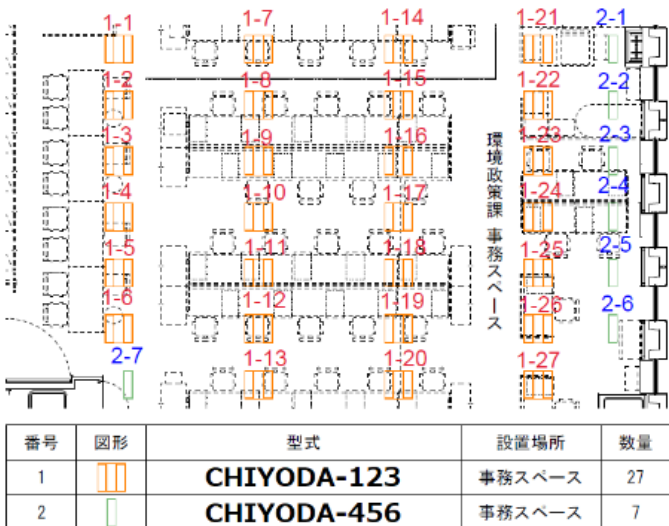 1-1 1-7 1-14 1-21 2-1
1-2 1-8 1-15 1-22 2-2
1-3 1-9 1-16 1-23 2-3
1-4 1-10 1-17 1-24 2-4
1-5 1-11 1-18 1-25 2-5
1-6 1-12 1-19 1-26 2-6
2-7 1-13 1-20 1-27
環境政策課 事務スペース
番号 図形 型式 設置場所 数量
1 CHIYODA-123 事務スペース 27
2 CHIYODA-456 事務スペース 7